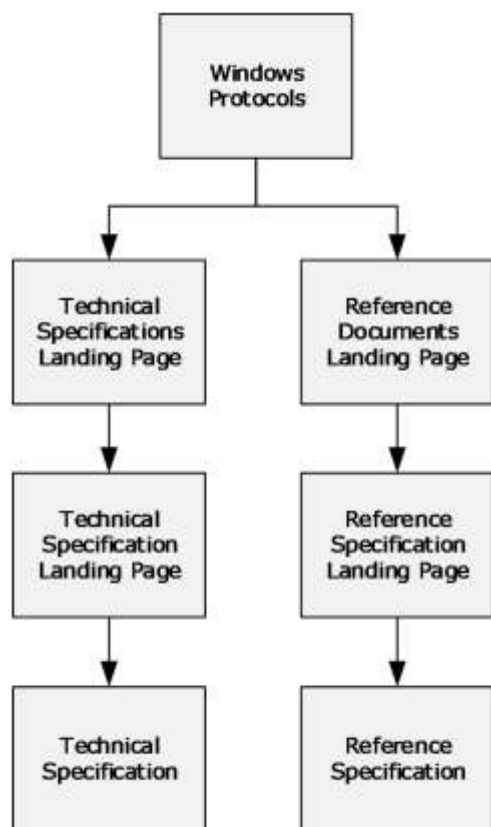 Windows
Protocols
Technical
Specifications
Landing Page
Reference
Documents
Landing Page
Technical
Specification
Landing Page
Reference
Specification
Landing Page
Technical
Specification
Reference
Specification